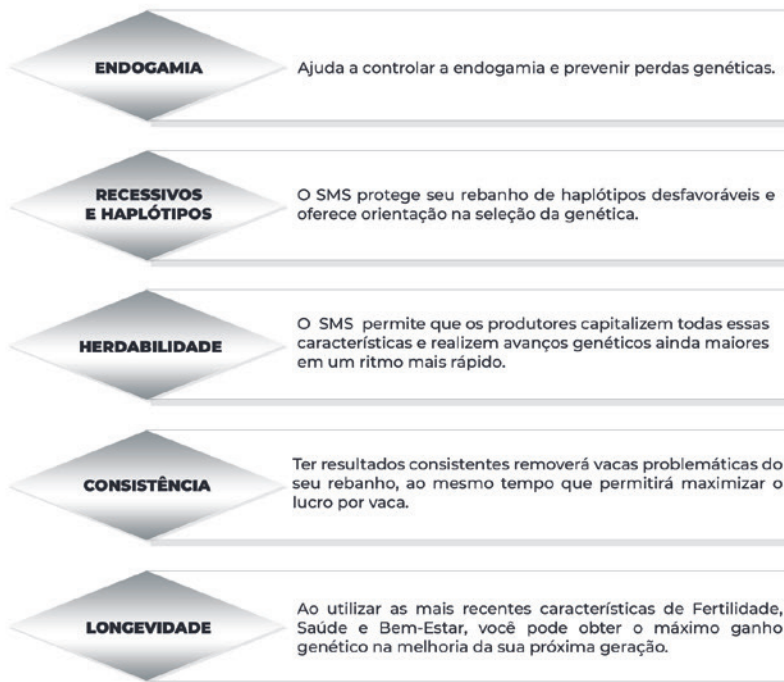 ENDOGAMIA
Ajuda a controlar a endogamia e prevenir perdas genéticas.
RECESSIVOS
E HAPLÓTIPOS
O SMS protege seu rebanho de haplótipos desfavoráveis e
oferece orientação na seleção da genética.
HERDABILIDADE
O SMS permite que os produtores capitalizem todas essas
características e realizem avanços genéticos ainda maiores
em um ritmo mais rápido.
CONSISTÊNCIA
Ter resultados consistentes removerá vacas problemáticas do
seu rebanho, ao mesmo tempo que permitirá maximizar o
lucro por vaca.
LONGEVIDADE
Ao utilizar as mais recentes características de Fertilidade,
Saúde e Bem-Estar, você pode obter o máximo ganho
genético na melhoria da sua próxima geração.